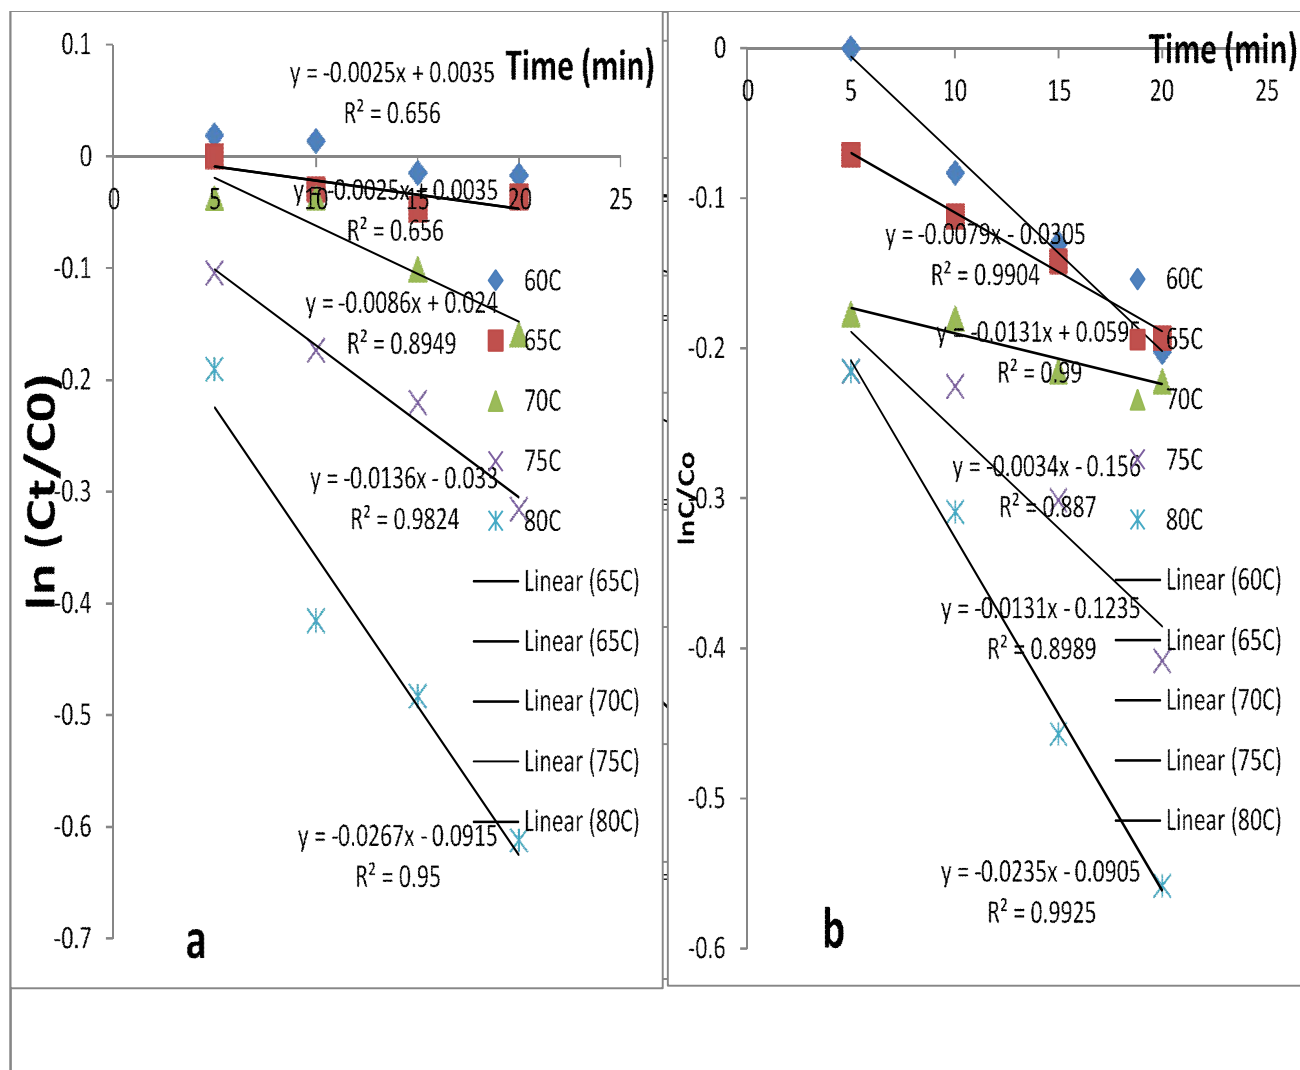 0.1
0
-0.1
-0.2
-0.3
-0.4
-0.5
-0.6
-0.7
ln (Ct/C0)
Time (min)
0
5
10
15
20
25
y = -0.0025x + 0.0035
R² = 0.656
y = -0.0025x + 0.0035
R² = 0.656
y = -0.0086x + 0.024
R² = 0.8949
y = -0.0136x - 0.033
R² = 0.9824
y = -0.0267x - 0.0915
R² = 0.95
60C
65C
70C
75C
80C
Linear (65C)
Linear (65C)
Linear (70C)
Linear (75C)
Linear (80C)
a
0
-0.1
-0.2
-0.3
-0.4
-0.5
-0.6
lnC/Co
Time (min)
0
5
10
15
20
25
y = -0.0079x - 0.0305
R² = 0.9904
y = -0.0131x + 0.059
R² = 0.99
y = -0.0034x - 0.156
R² = 0.887
y = -0.0131x - 0.1235
R² = 0.8989
y = -0.0235x - 0.0905
R² = 0.9925
60C
65C
70C
75C
80C
Linear (60C)
Linear (65C)
Linear (70C)
Linear (75C)
Linear (80C)
b